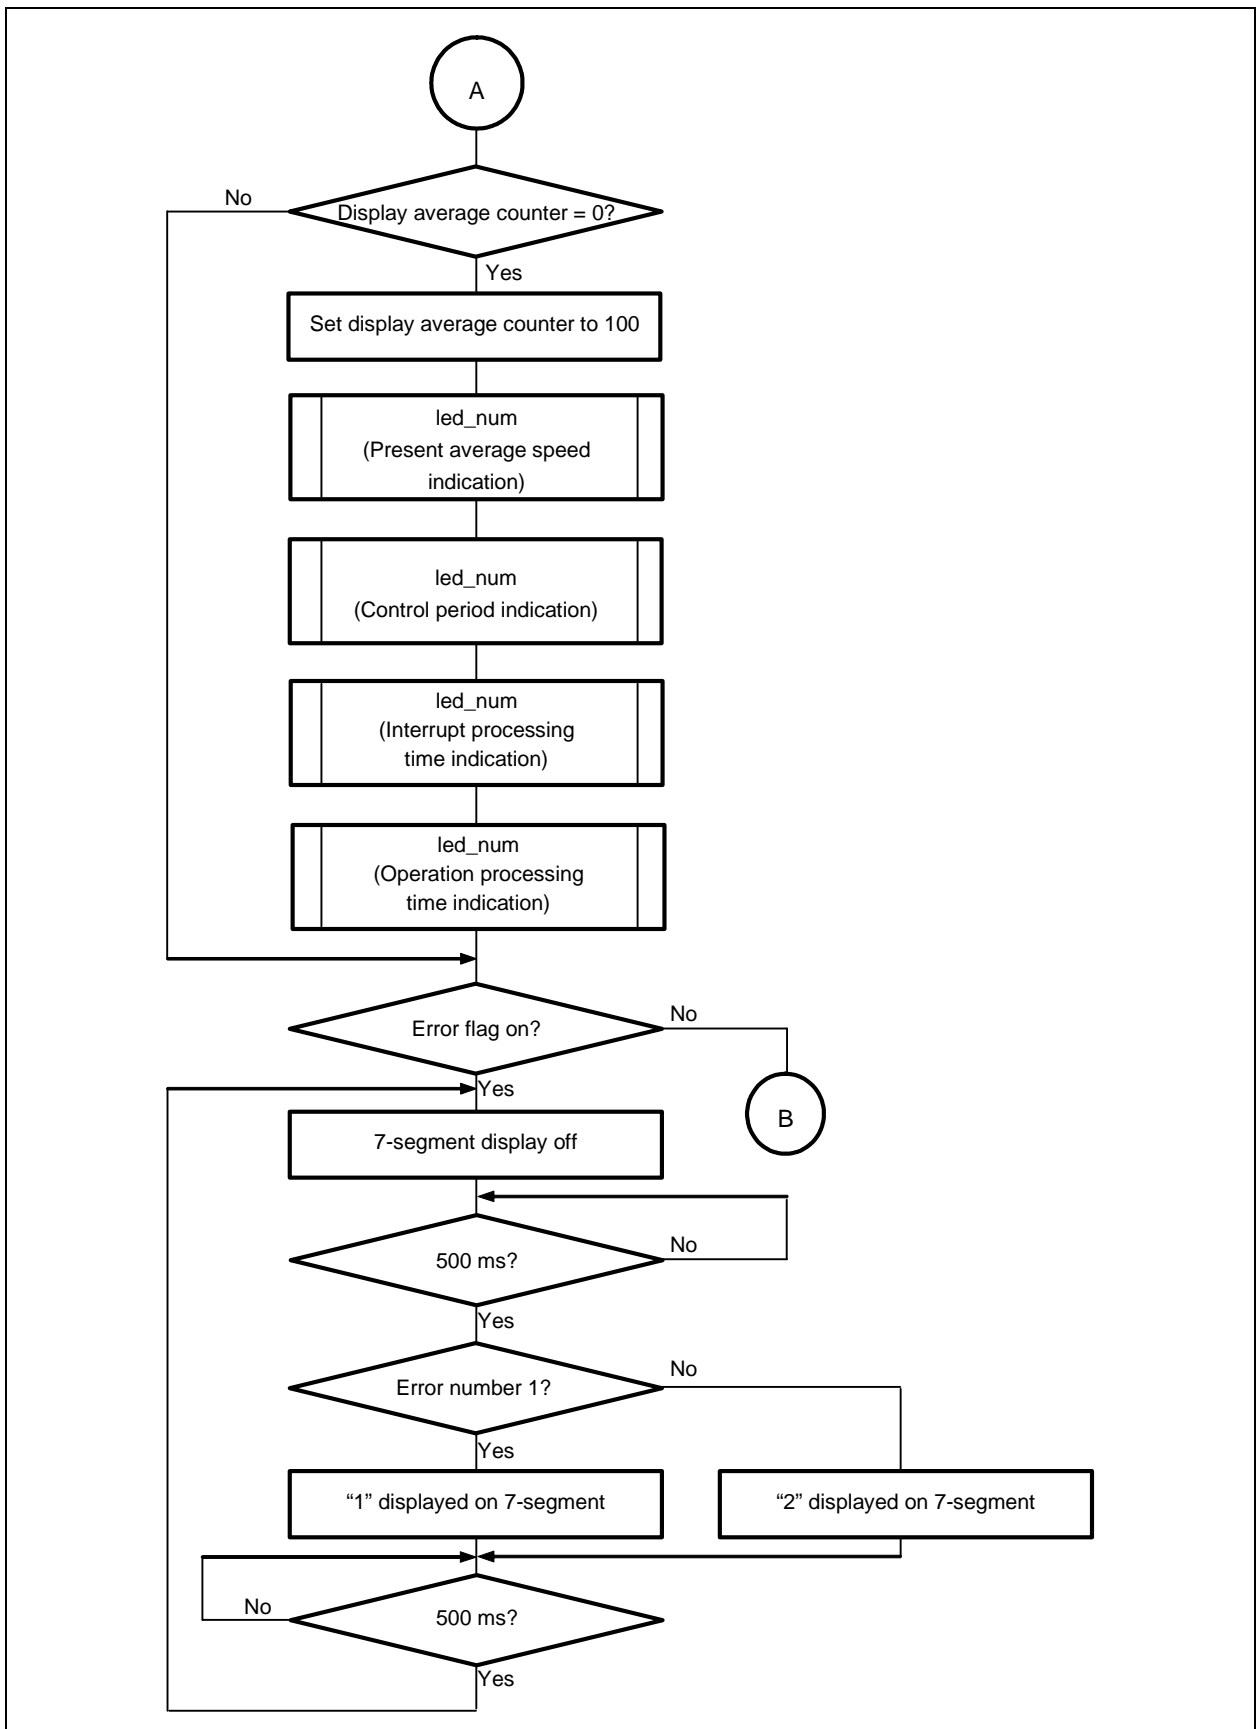 A
No
Display average counter = 0?
Yes
Set display average counter to 100
led_num
(Present average speed
indication)
led_num
(Control period indication)
led_num
(Interrupt processing
time indication)
led_num
(Operation processing
time indication)
Error flag on?
No
Yes
B
7-segment display off
500 ms?
No
Yes
Error number 1?
No
Yes
“1” displayed on 7-segment
“2” displayed on 7-segment
No
500 ms?
Yes